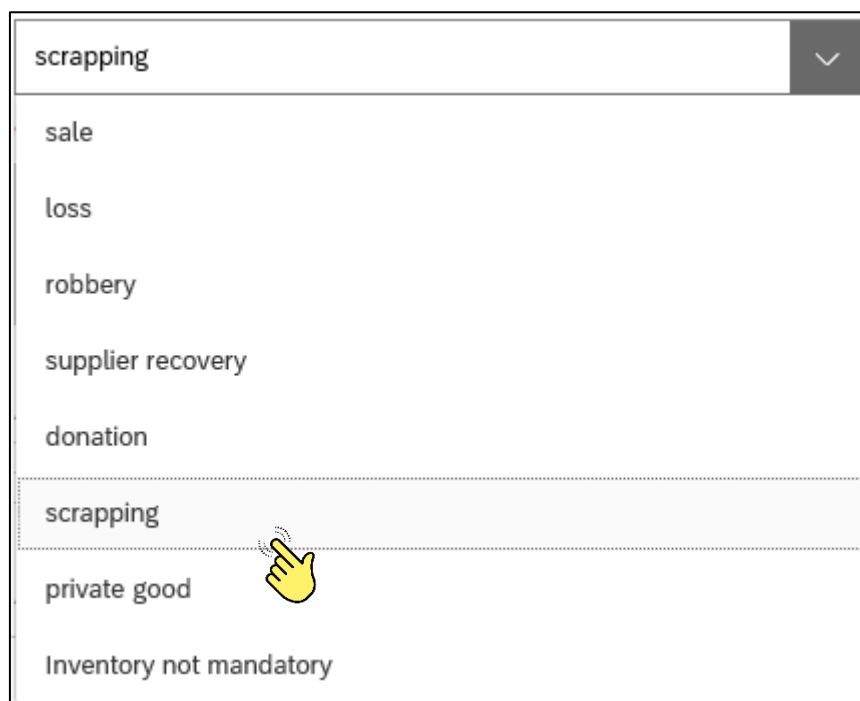 scrapping
sale
loss
robbery
supplier recovery
donation
scrapping
private good
Inventory not mandatory